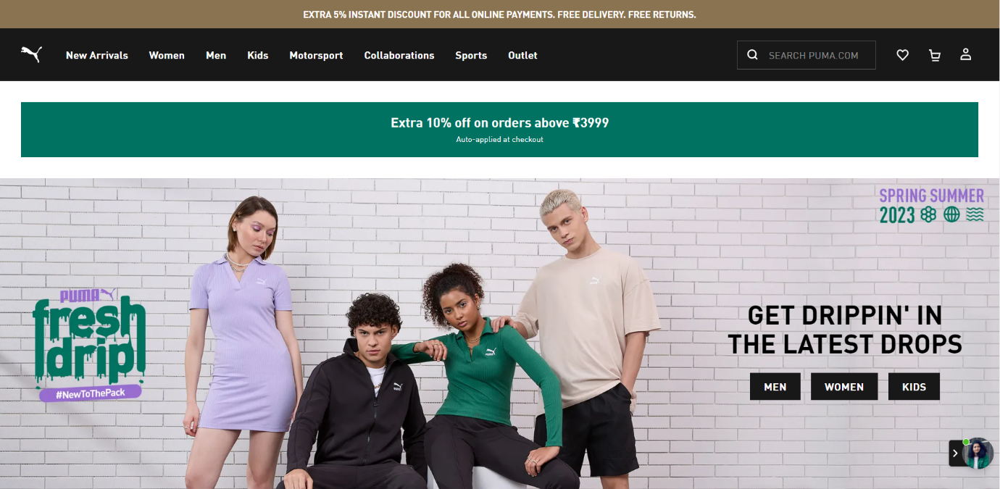 EXTRA 5% INSTANT DISCOUNT FOR ALL ONLINE PAYMENTS. FREE DELIVERY. FREE RETURNS.
New Arrivals Women Men Kids Motorsport Collaborations Sports Outlet
SEARCH PUMA.COM
Extra 10% off on orders above ₹3999
Auto-applied at checkout
SPRING SUMMER
2023
PUMA
fresh
drip
#NewToThePack
GET DRIPPIN' IN
THE LATEST DROPS
MEN WOMEN KIDS